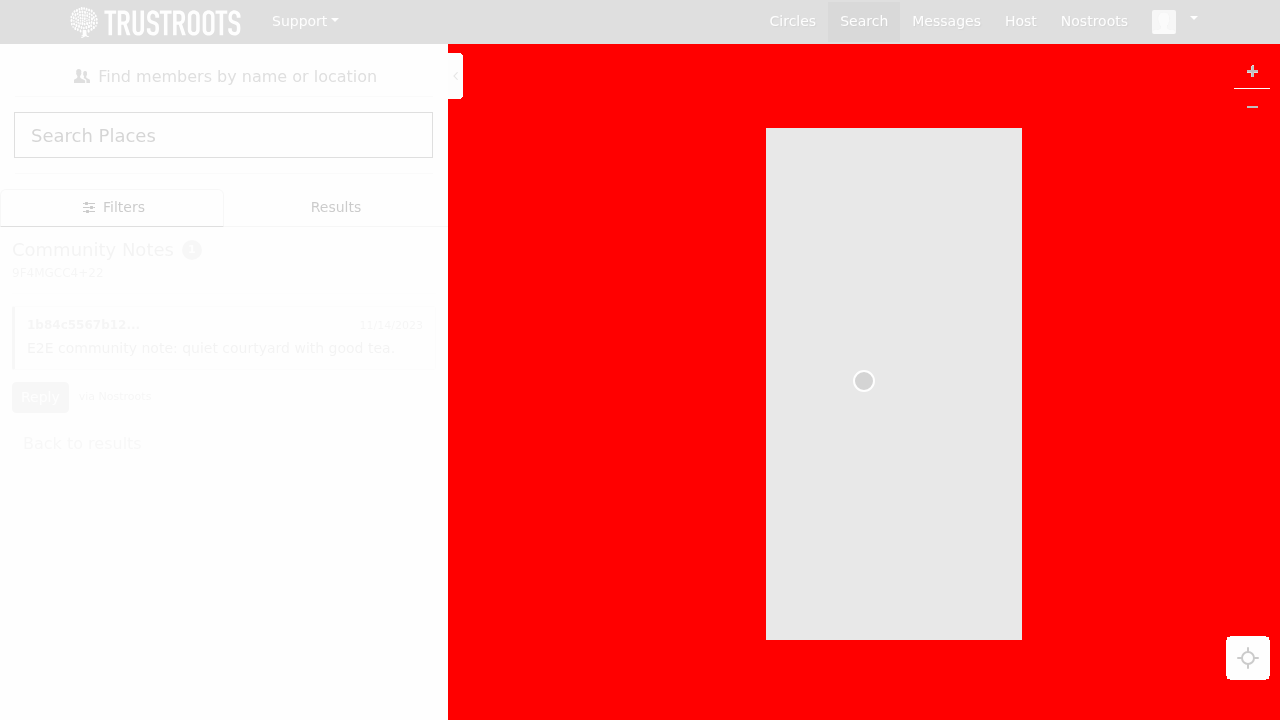 TRUSTROOTS Support Circles Search Messages Host Nostroots
Find members by name or location
Search Places
Filters Results
Community Notes
9F4MGCC4+22
1b84c5567b12... 11/14/2023
E2E community note: quiet courtyard with good tea.
Reply via Nostroots
Back to results